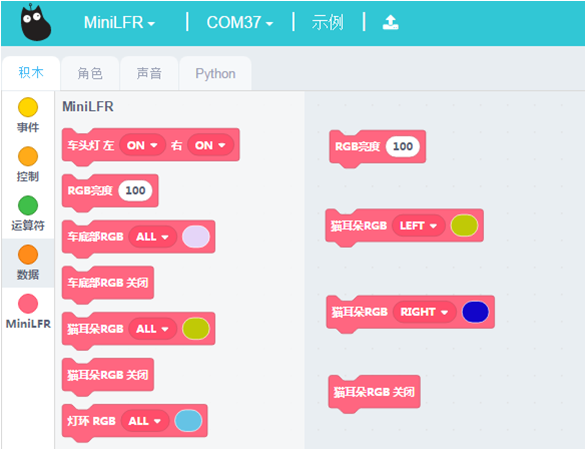 MiniLFR COM37 示例
积木 角色 声音 Python
事件
控制
运算符
数据
MiniLFR
MiniLFR
车头灯 左 ON 右 ON
RGB亮度 100
车底部RGB ALL
车底部RGB 关闭
猫耳朵RGB ALL
猫耳朵RGB 关闭
灯环 RGB ALL
RGB亮度 100
猫耳朵RGB LEFT
猫耳朵RGB RIGHT
猫耳朵RGB 关闭